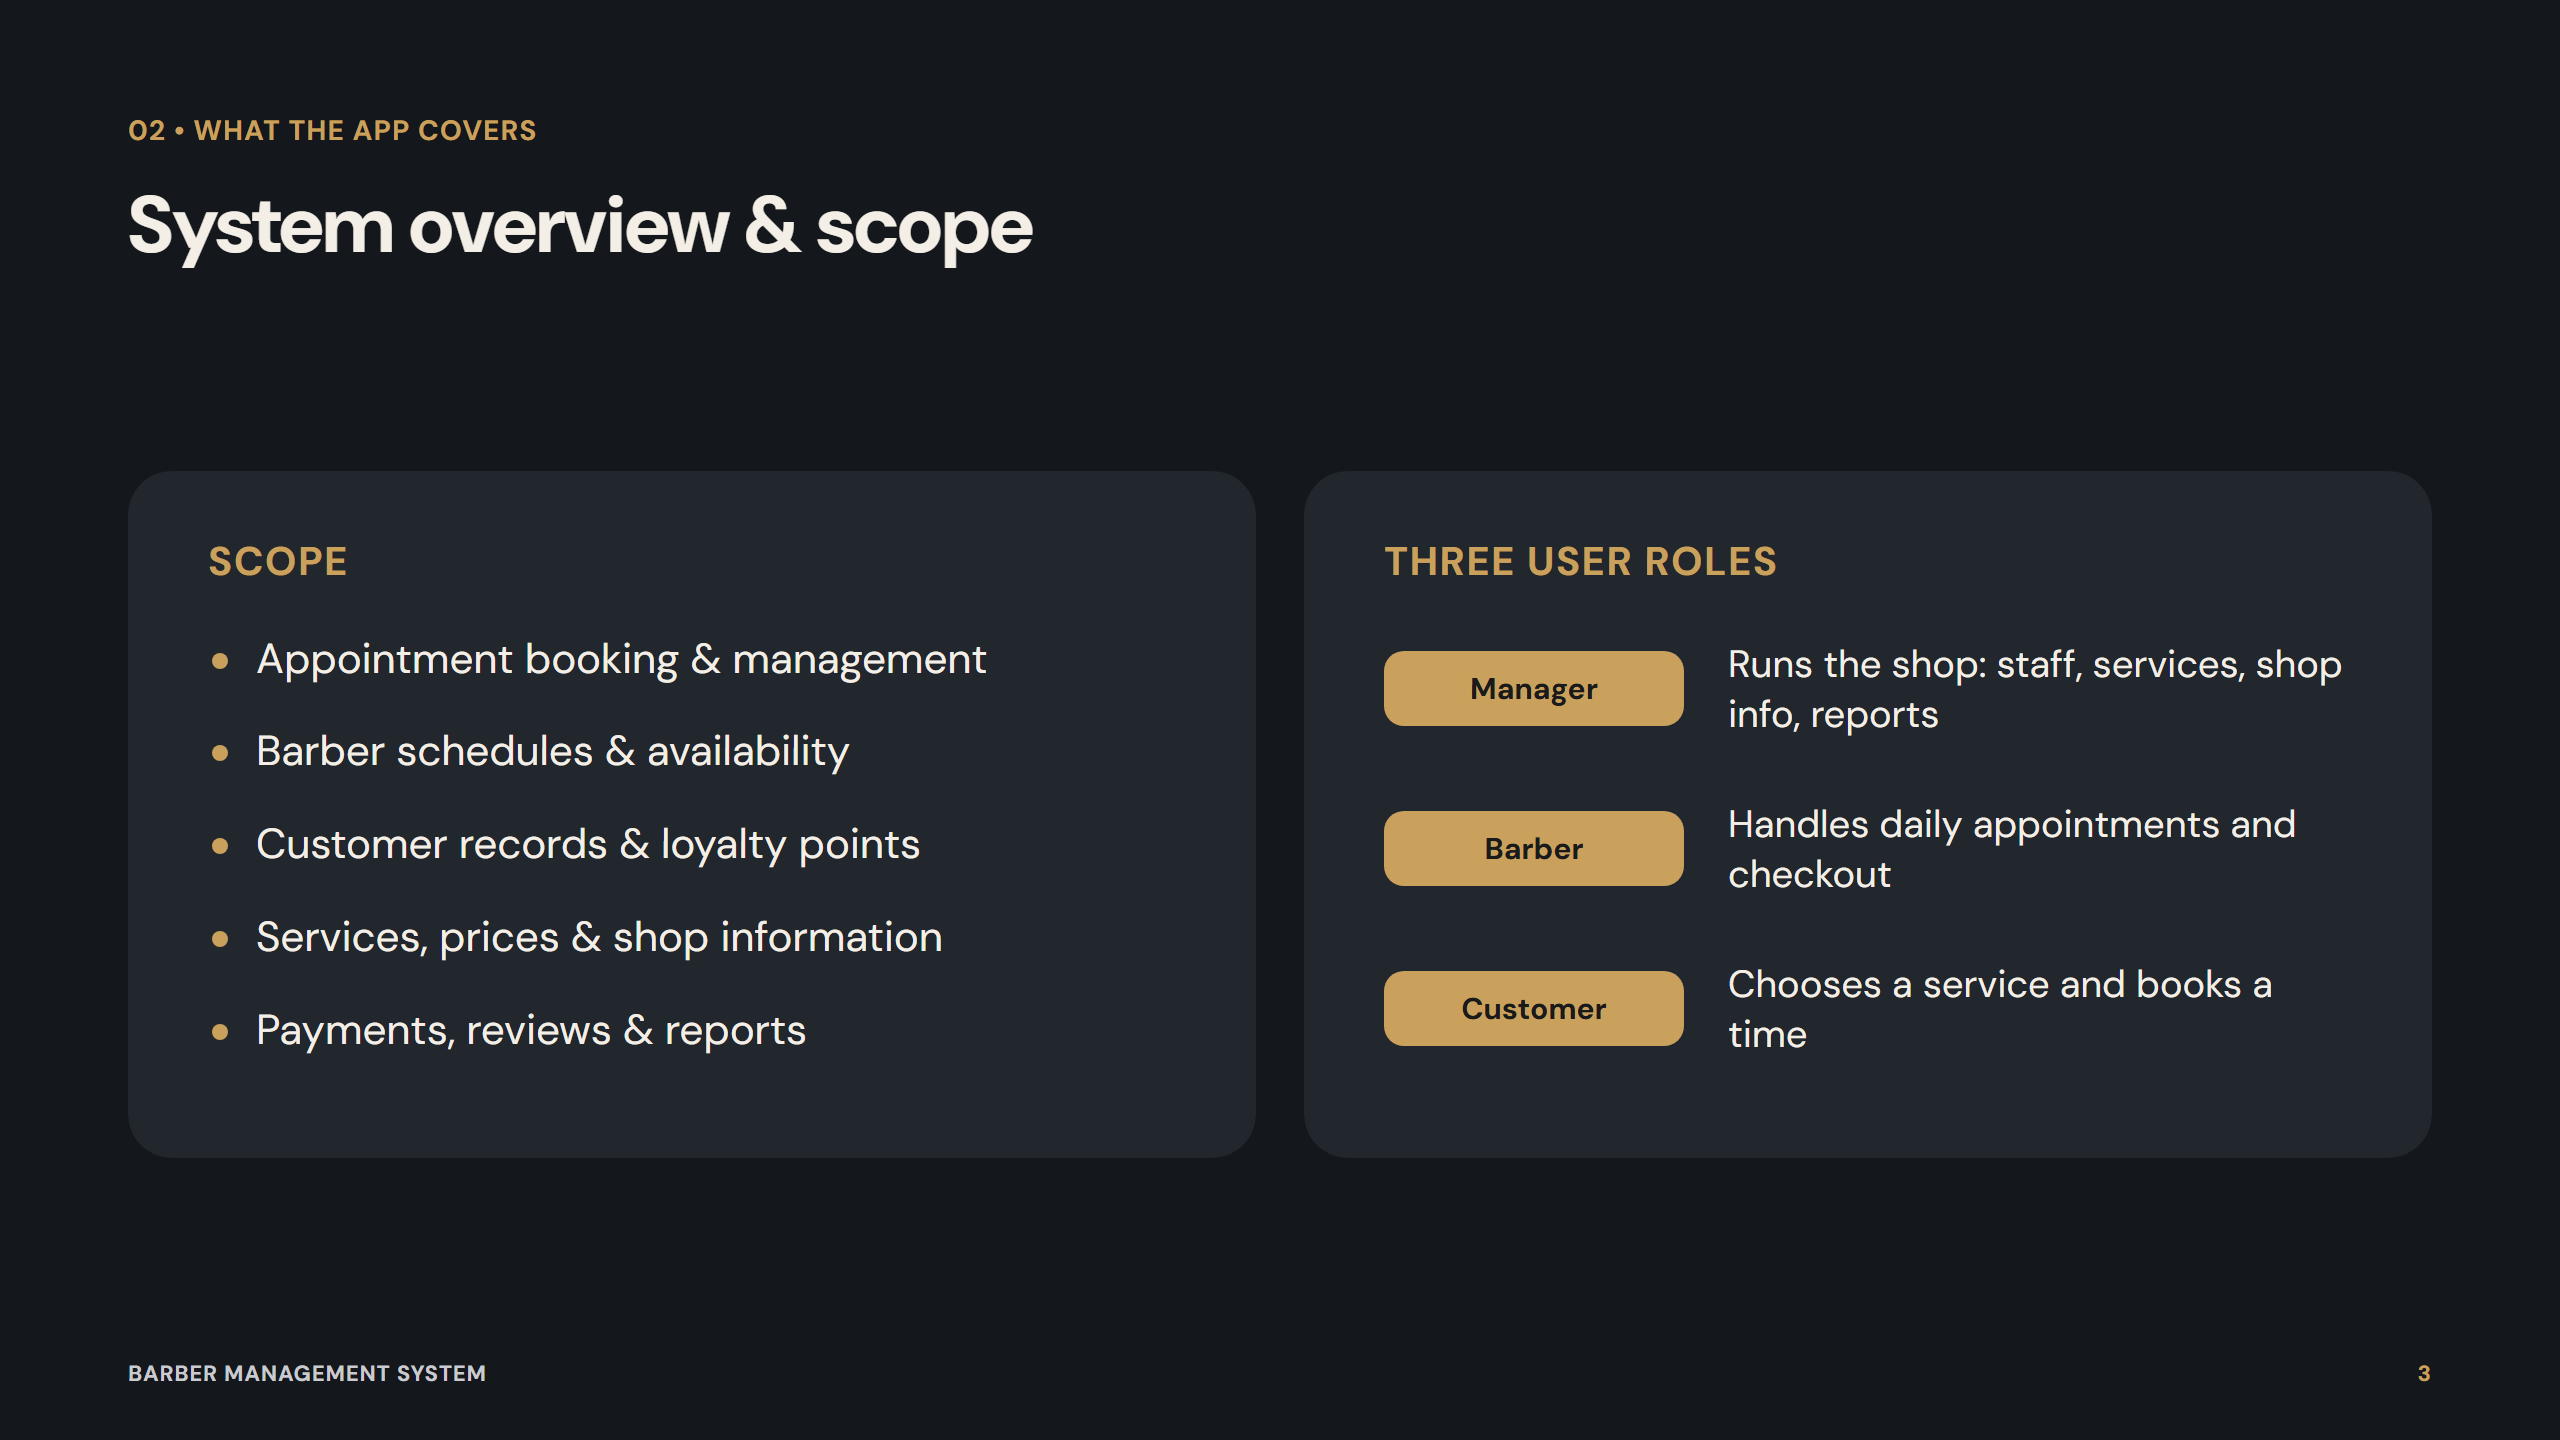 02 • WHAT THE APP COVERS
System overview & scope
SCOPE
• Appointment booking & management
• Barber schedules & availability
• Customer records & loyalty points
• Services, prices & shop information
• Payments, reviews & reports
THREE USER ROLES
Manager
Runs the shop: staff, services, shop
info, reports
Barber
Handles daily appointments and
checkout
Customer
Chooses a service and books a
time
BARBER MANAGEMENT SYSTEM
3